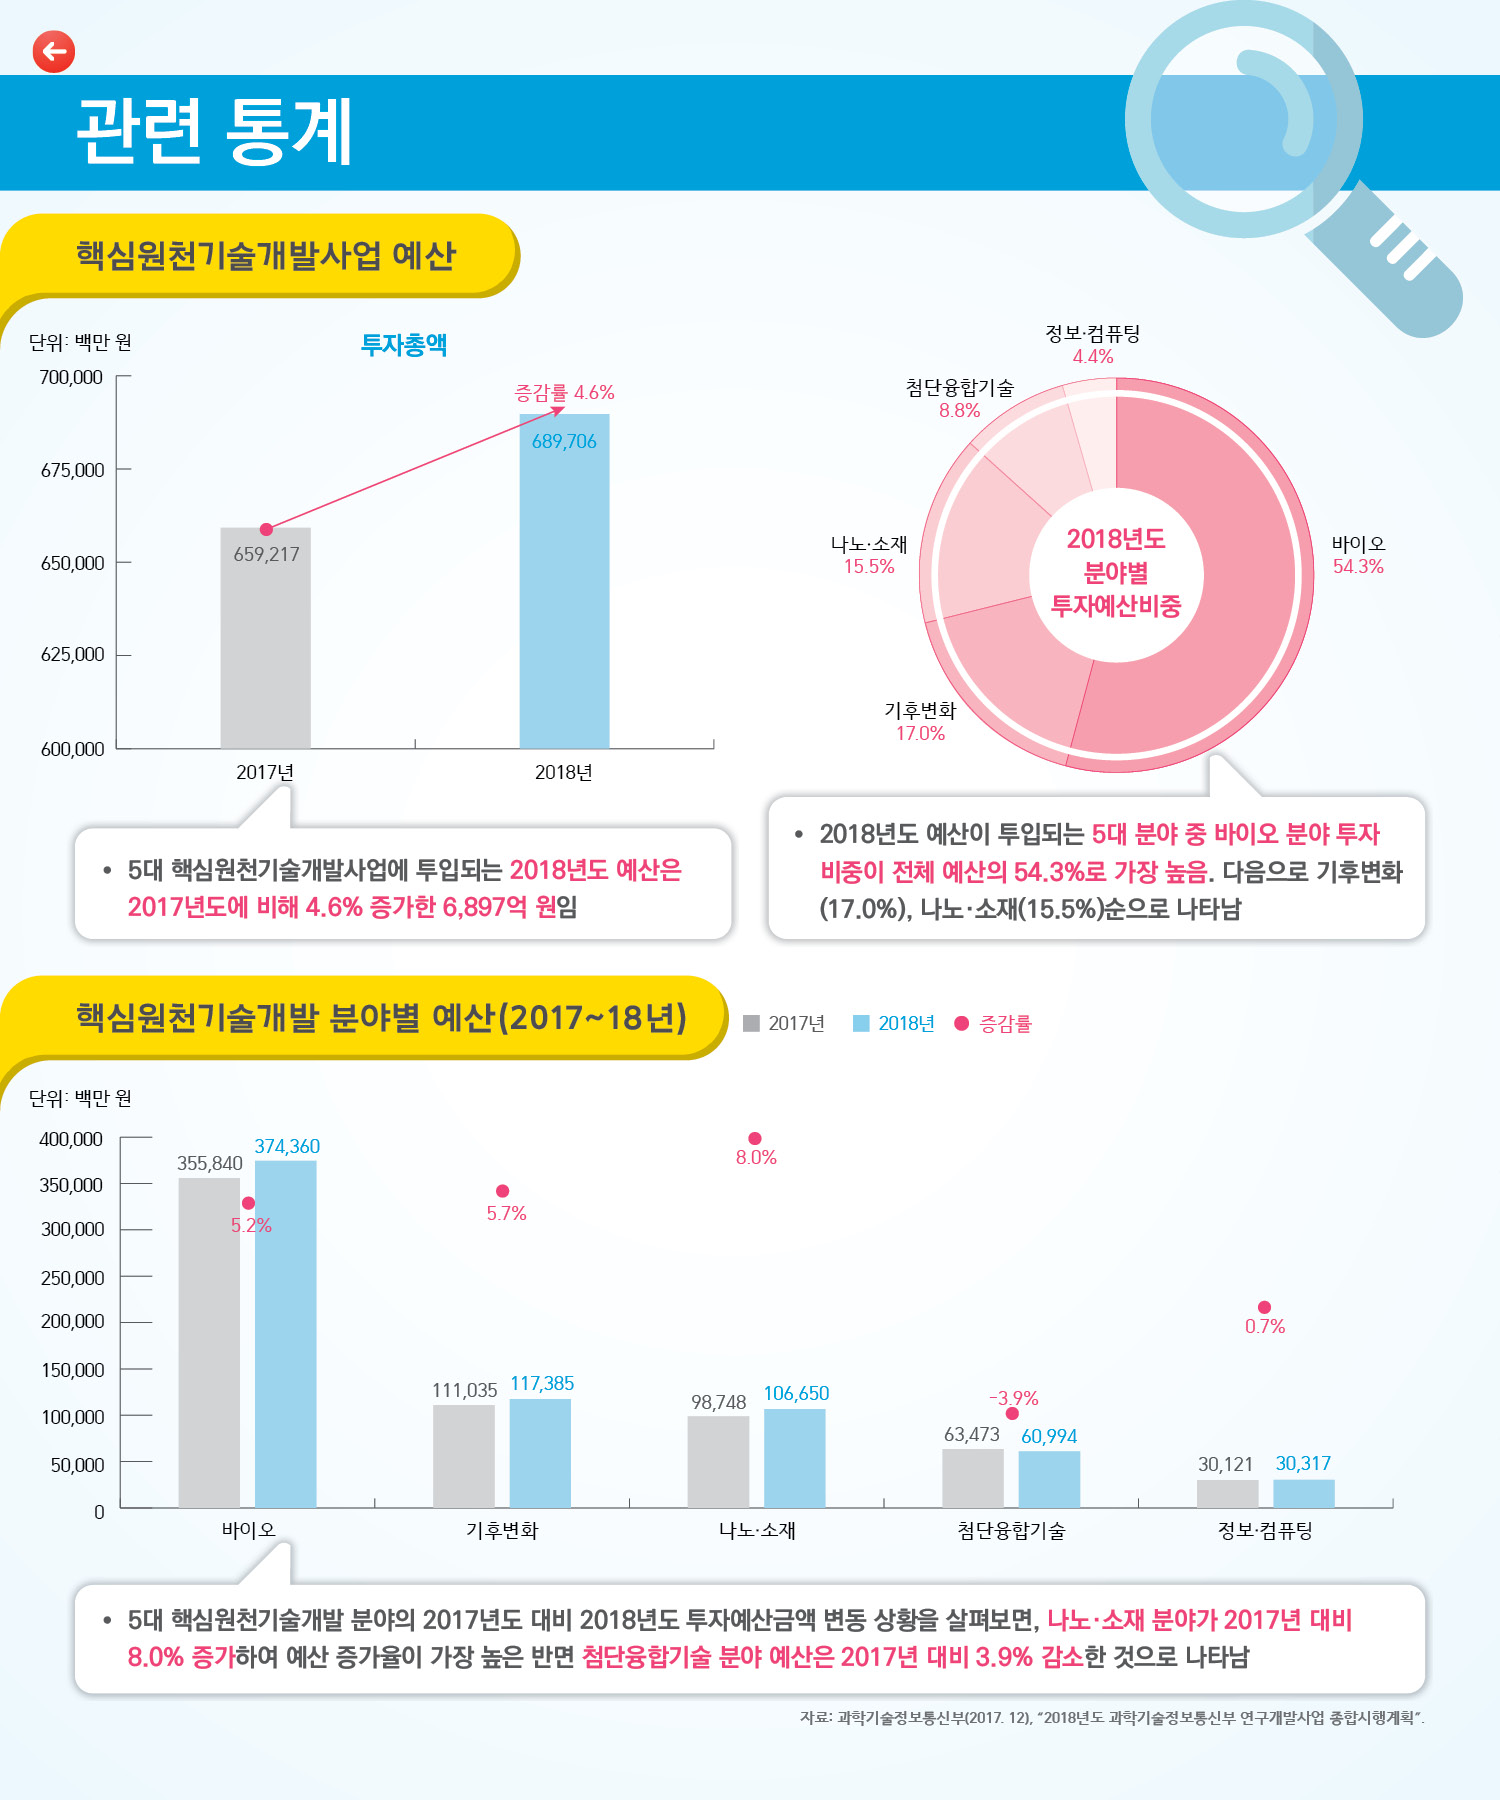 관련 통계
핵심원천기술개발사업 예산
단위: 백만 원
투자총액
700,000
675,000
650,000
625,000
600,000
증감률 4.6%
689,706
659,217
2017년
2018년
정보·컴퓨팅
4.4%
첨단융합기술
8.8%
나노·소재
15.5%
기후변화
17.0%
바이오
54.3%
2018년도
분야별
투자예산비중
• 5대 핵심원천기술개발사업에 투입되는 2018년도 예산은
2017년도에 비해 4.6% 증가한 6,897억 원임
• 2018년도 예산이 투입되는 5대 분야 중 바이오 분야 투자
비중이 전체 예산의 54.3%로 가장 높음. 다음으로 기후변화
(17.0%), 나노·소재(15.5%)순으로 나타남
핵심원천기술개발 분야별 예산(2017~18년)
2017년 2018년 증감률
단위: 백만 원
400,000
350,000
300,000
250,000
200,000
150,000
100,000
50,000
0
355,840
374,360
5.2%
111,035
117,385
5.7%
98,748
106,650
8.0%
63,473
60,994
-3.9%
30,121
30,317
0.7%
바이오
기후변화
나노·소재
첨단융합기술
정보·컴퓨팅
• 5대 핵심원천기술개발 분야의 2017년도 대비 2018년도 투자예산금액 변동 상황을 살펴보면, 나노·소재 분야가 2017년 대비
8.0% 증가하여 예산 증가율이 가장 높은 반면 첨단융합기술 분야 예산은 2017년 대비 3.9% 감소한 것으로 나타남
자료: 과학기술정보통신부(2017. 12), “2018년도 과학기술정보통신부 연구개발사업 종합시행계획”.